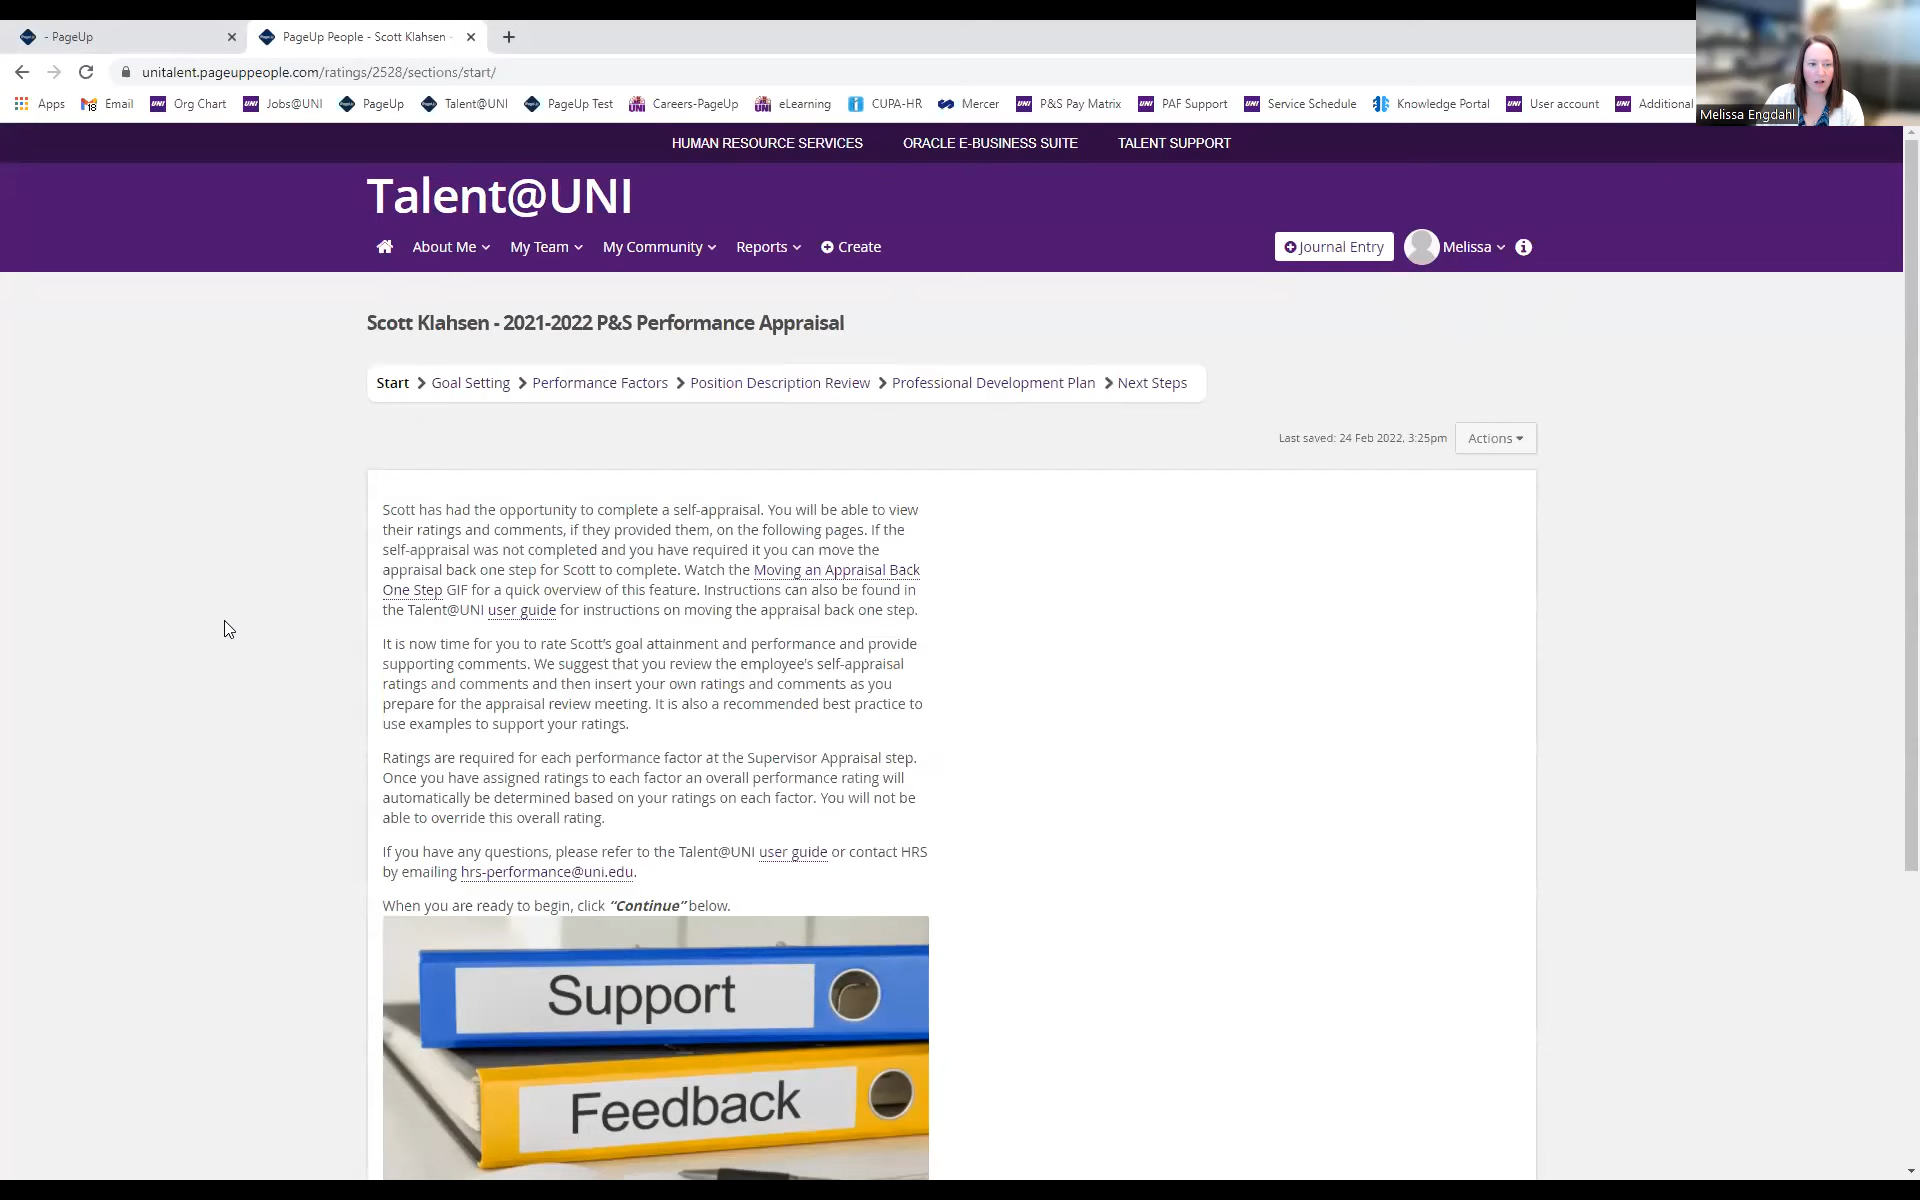 - PageUp
PageUp People - Scott Klahsen -
unitalent.pageuppeople.com/ratings/2528/sections/start/
Apps Email Org Chart Jobs@UNI PageUp Talent@UNI PageUp Test Careers-PageUp eLearning CUPA-HR Mercer P&S Pay Matrix PAF Support Service Schedule Knowledge Portal User account Additional
Melissa Engdahl
HUMAN RESOURCE SERVICES ORACLE E-BUSINESS SUITE TALENT SUPPORT
Talent@UNI
About Me My Team My Community Reports Create Journal Entry Melissa
Scott Klahsen - 2021-2022 P&S Performance Appraisal
Start Goal Setting Performance Factors Position Description Review Professional Development Plan Next Steps
Last saved: 24 Feb 2022, 3:25pm Actions
Scott has had the opportunity to complete a self-appraisal. You will be able to view
their ratings and comments, if they provided them, on the following pages. If the
self-appraisal was not completed and you have required it you can move the
appraisal back one step for Scott to complete. Watch the Moving an Appraisal Back
One Step GIF for a quick overview of this feature. Instructions can also be found in
the Talent@UNI user guide for instructions on moving the appraisal back one step.
It is now time for you to rate Scott's goal attainment and performance and provide
supporting comments. We suggest that you review the employee's self-appraisal
ratings and comments and then insert your own ratings and comments as you
prepare for the appraisal review meeting. It is also a recommended best practice to
use examples to support your ratings.
Ratings are required for each performance factor at the Supervisor Appraisal step.
Once you have assigned ratings to each factor an overall performance rating will
automatically be determined based on your ratings on each factor. You will not be
able to override this overall rating.
If you have any questions, please refer to the Talent@UNI user guide or contact HRS
by emailing hrs-performance@uni.edu.
When you are ready to begin, click "Continue" below.
Support
Feedback